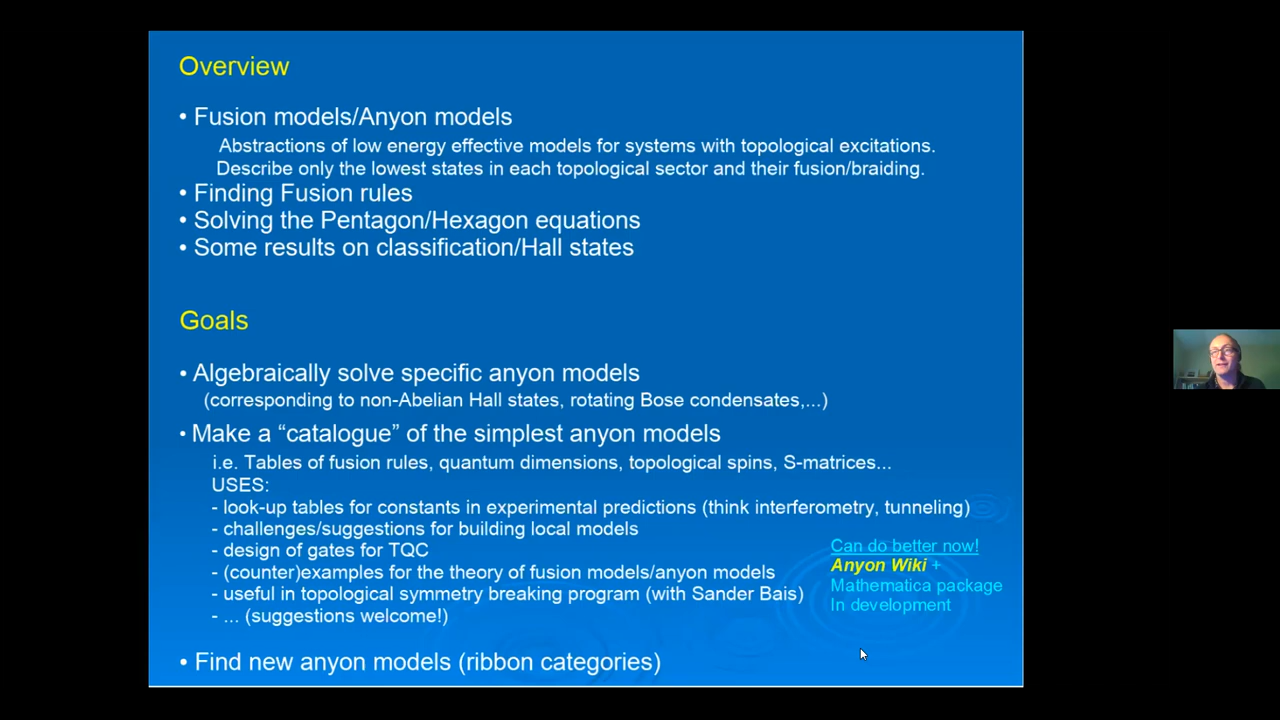 Overview
• Fusion models/Anyon models
Abstractions of low energy effective models for systems with topological excitations.
Describe only the lowest states in each topological sector and their fusion/braiding.
• Finding Fusion rules
• Solving the Pentagon/Hexagon equations
• Some results on classification/Hall states
Goals
• Algebraically solve specific anyon models
(corresponding to non-Abelian Hall states, rotating Bose condensates,...)
• Make a “catalogue” of the simplest anyon models
i.e. Tables of fusion rules, quantum dimensions, topological spins, S-matrices...
USES:
- look-up tables for constants in experimental predictions (think interferometry, tunneling)
- challenges/suggestions for building local models
- design of gates for TQC
- (counter)examples for the theory of fusion models/anyon models
- useful in topological symmetry breaking program (with Sander Bais)
- ... (suggestions welcome!)
Can do better now!
Anyon Wiki +
Mathematica package
In development
• Find new anyon models (ribbon categories)